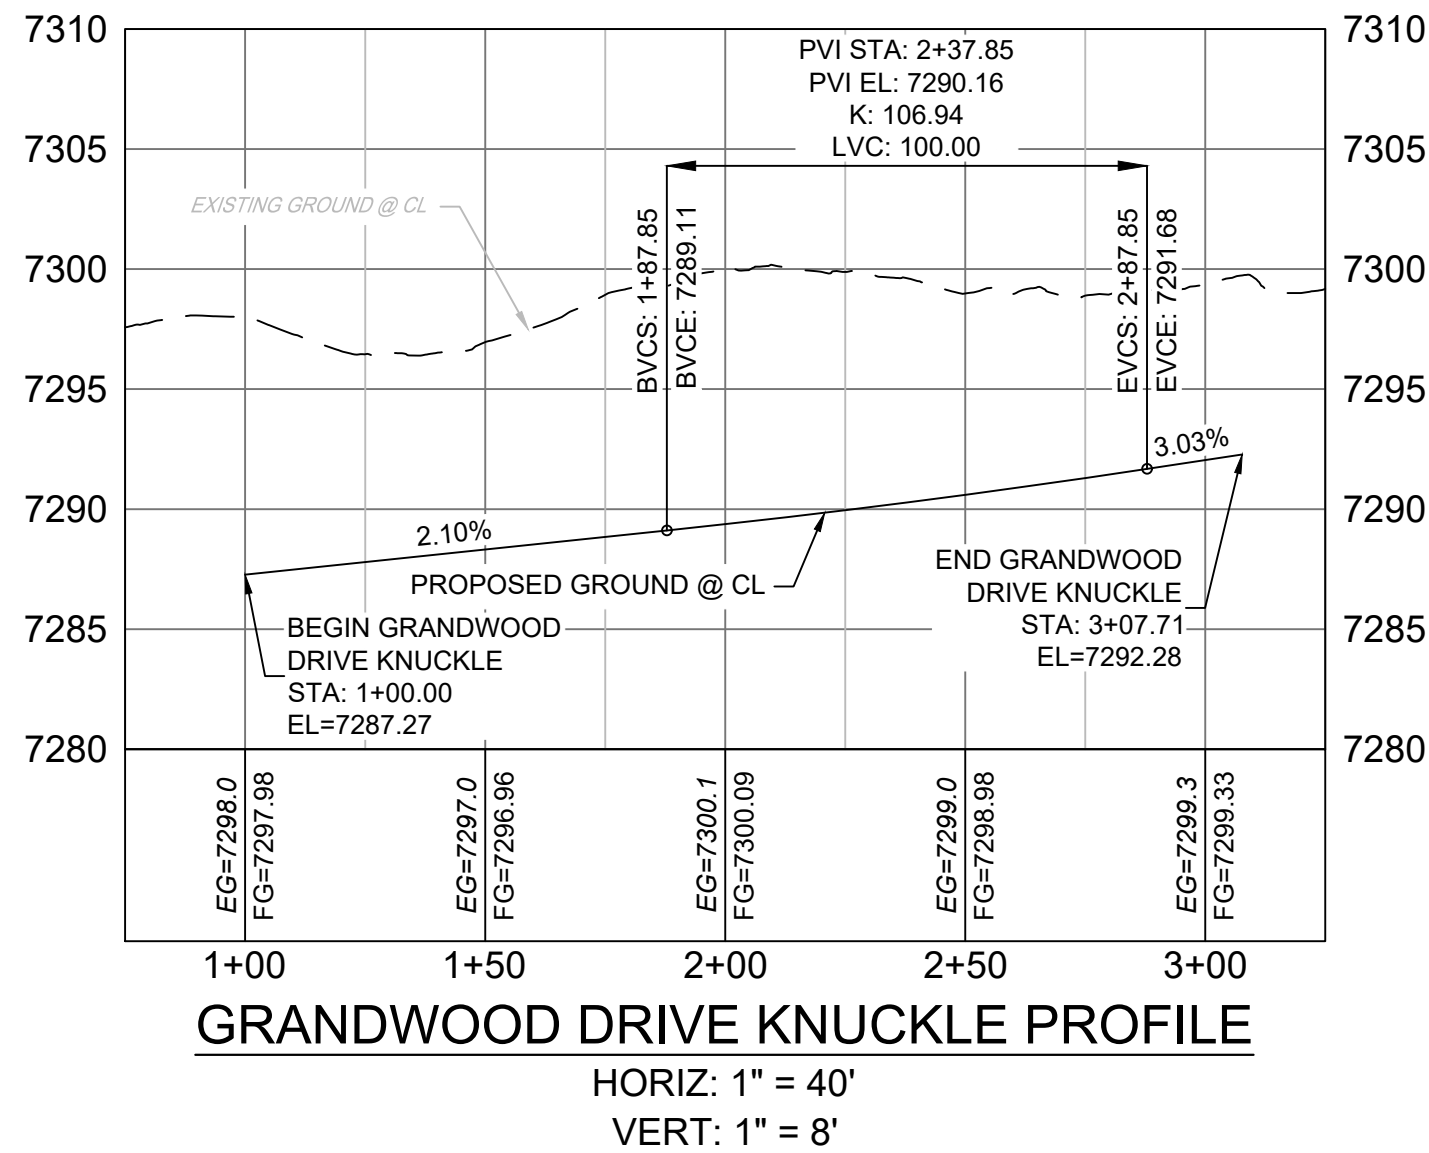 7310
7310
PVI STA: 2+37.85
PVI EL: 7290.16
K: 106.94
LVC: 100.00
7305
7305
EXISTING GROUND @ CL
BVCS: 1+87.85
BVCE: 7289.11
EVCS: 2+87.85
EVCE: 7291.68
7300
7300
7295
7295
3.03%
7290
7290
2.10%
PROPOSED GROUND @ CL
END GRANDWOOD
DRIVE KNUCKLE
STA: 3+07.71
EL=7292.28
7285
7285
BEGIN GRANDWOOD
DRIVE KNUCKLE
STA: 1+00.00
EL=7287.27
7280
7280
EG=7298.0
FG=7297.98
EG=7297.0
FG=7296.96
EG=7300.1
FG=7300.09
EG=7299.0
FG=7298.98
EG=7299.3
FG=7299.33
1+00
1+50
2+00
2+50
3+00
GRANDWOOD DRIVE KNUCKLE PROFILE
HORIZ: 1" = 40'
VERT: 1" = 8'